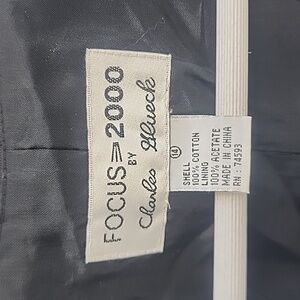 FOCUS=2000
BY
Charles Glueck
14
SHELL
100% COTTON
LINING
100% ACETATE
MADE IN CHINA
RN: 74593